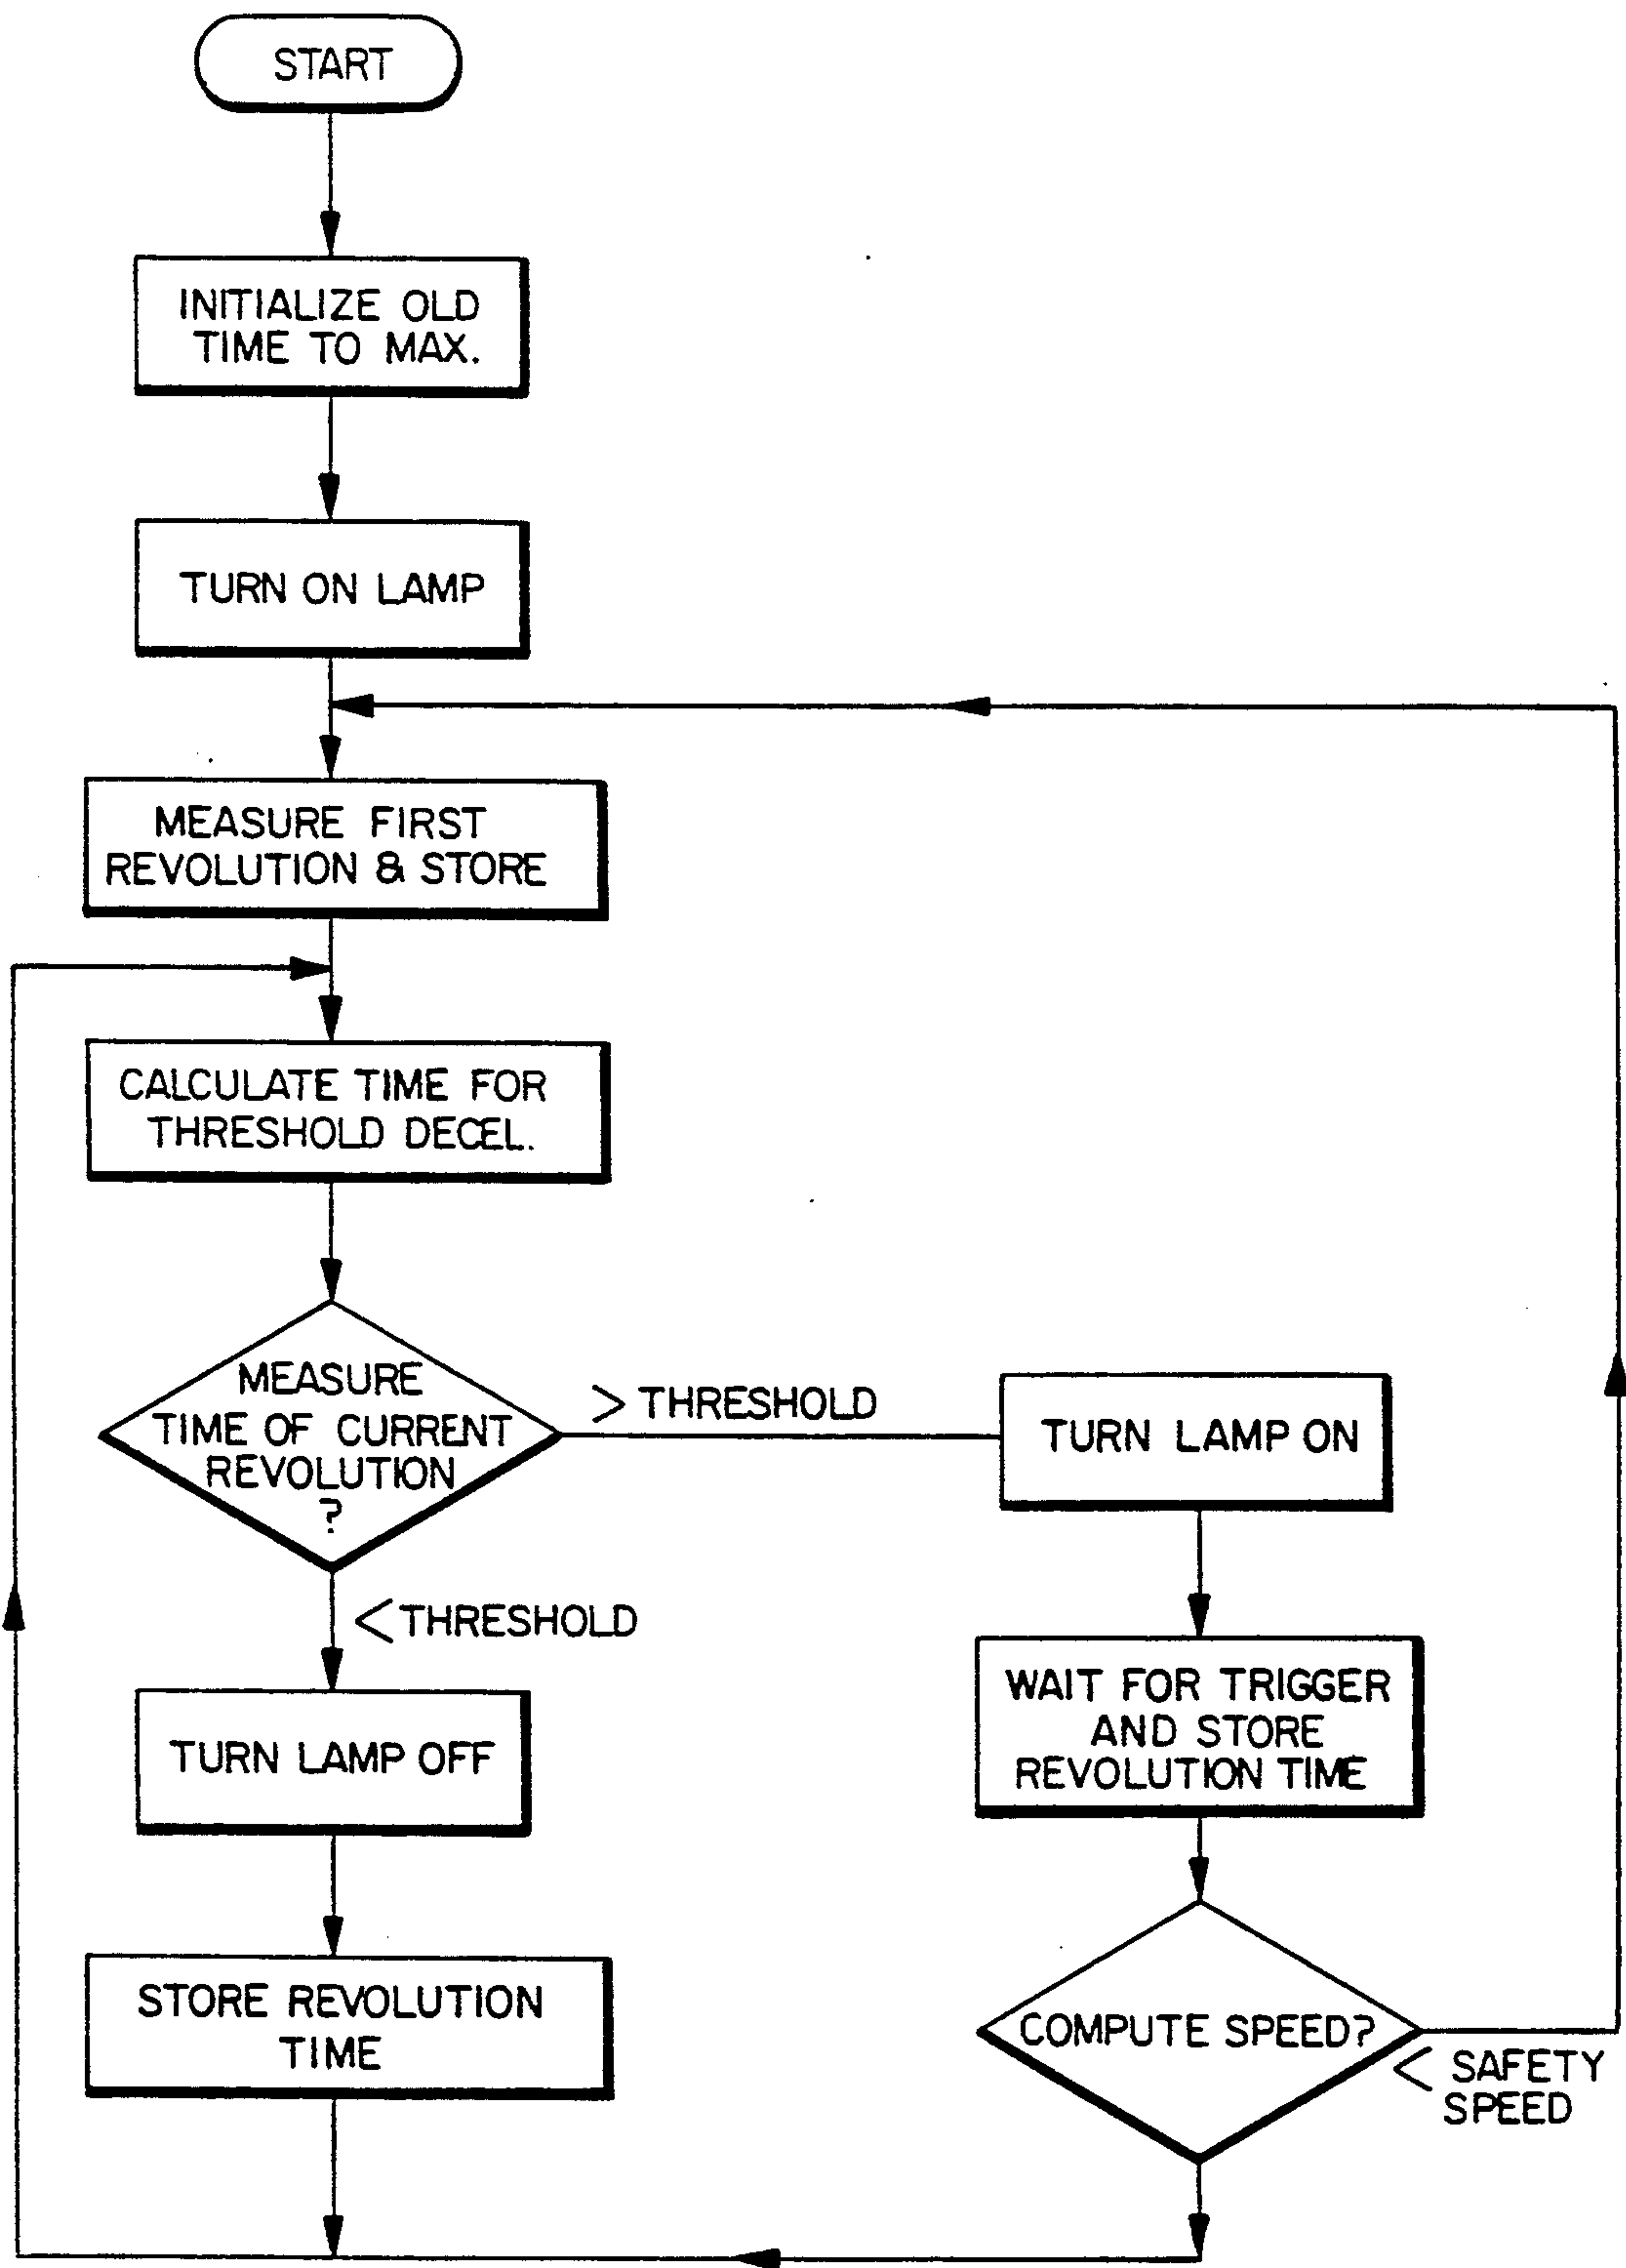 START
INITIALIZE OLD
TIME TO MAX.
TURN ON LAMP
MEASURE FIRST
REVOLUTION & STORE
CALCULATE TIME FOR
THRESHOLD DECEL.
MEASURE
TIME OF CURRENT
REVOLUTION
?
> THRESHOLD
TURN LAMP ON
< THRESHOLD
TURN LAMP OFF
WAIT FOR TRIGGER
AND STORE
REVOLUTION TIME
STORE REVOLUTION
TIME
COMPUTE SPEED?
< SAFETY
SPEED